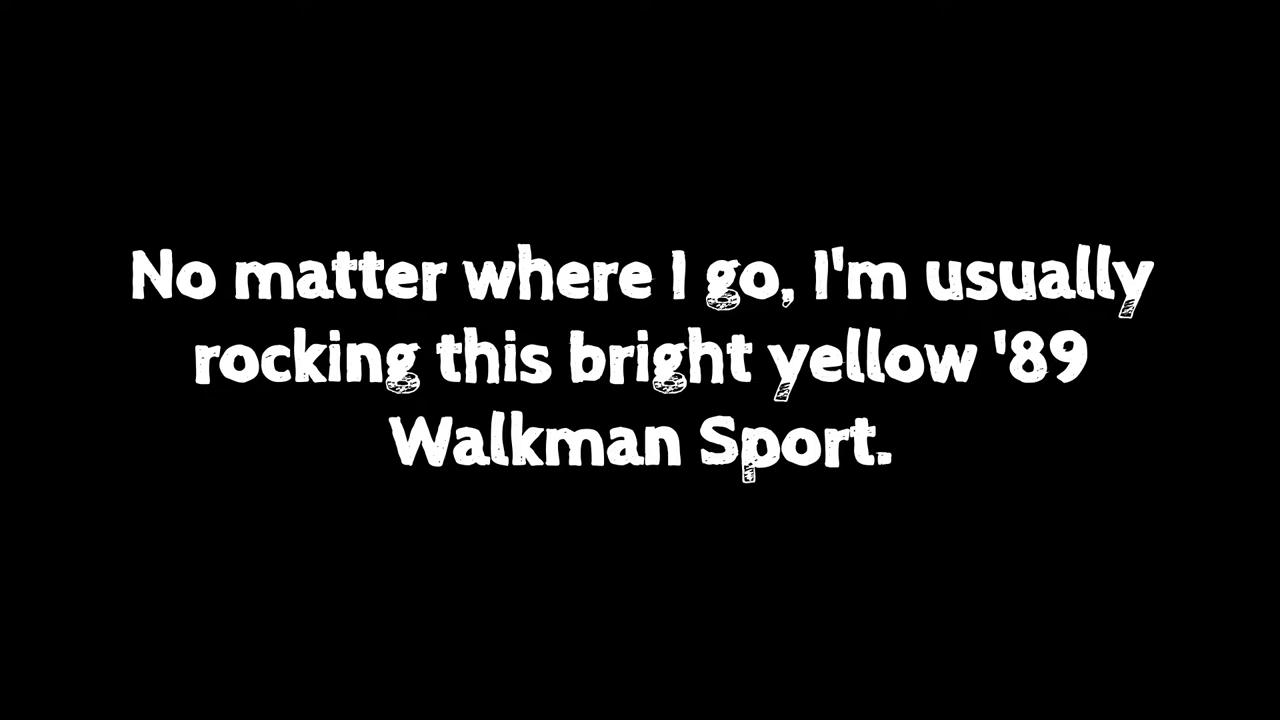 No matter where I go, I'm usually
rocking this bright yellow '89
Walkman Sport.